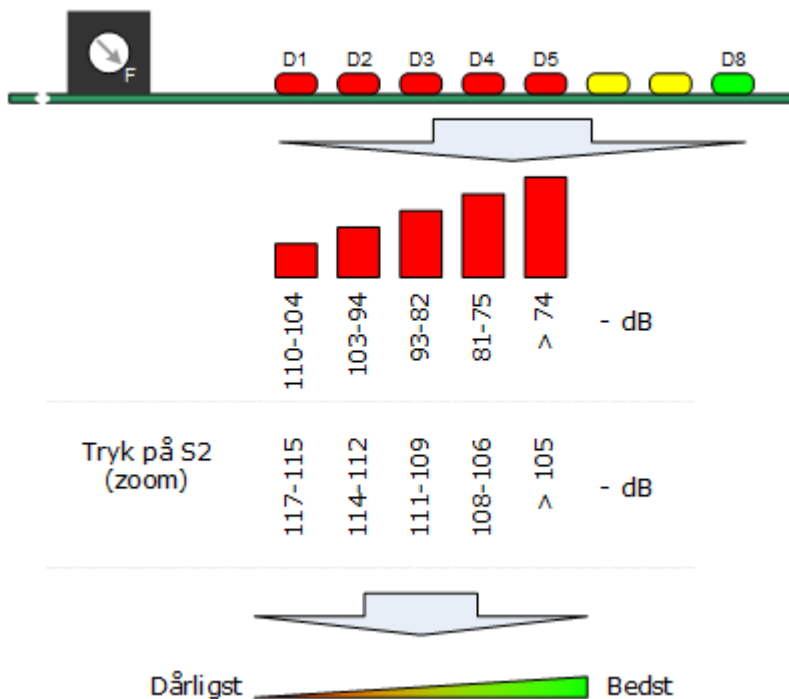 F
D1 D2 D3 D4 D5 D8
110-104 103-94 93-82 81-75 > 74 - dB
Tryk på S2
(zoom)
117-115 114-112 111-109 108-106 > 105 - dB
Dårligst Bedst